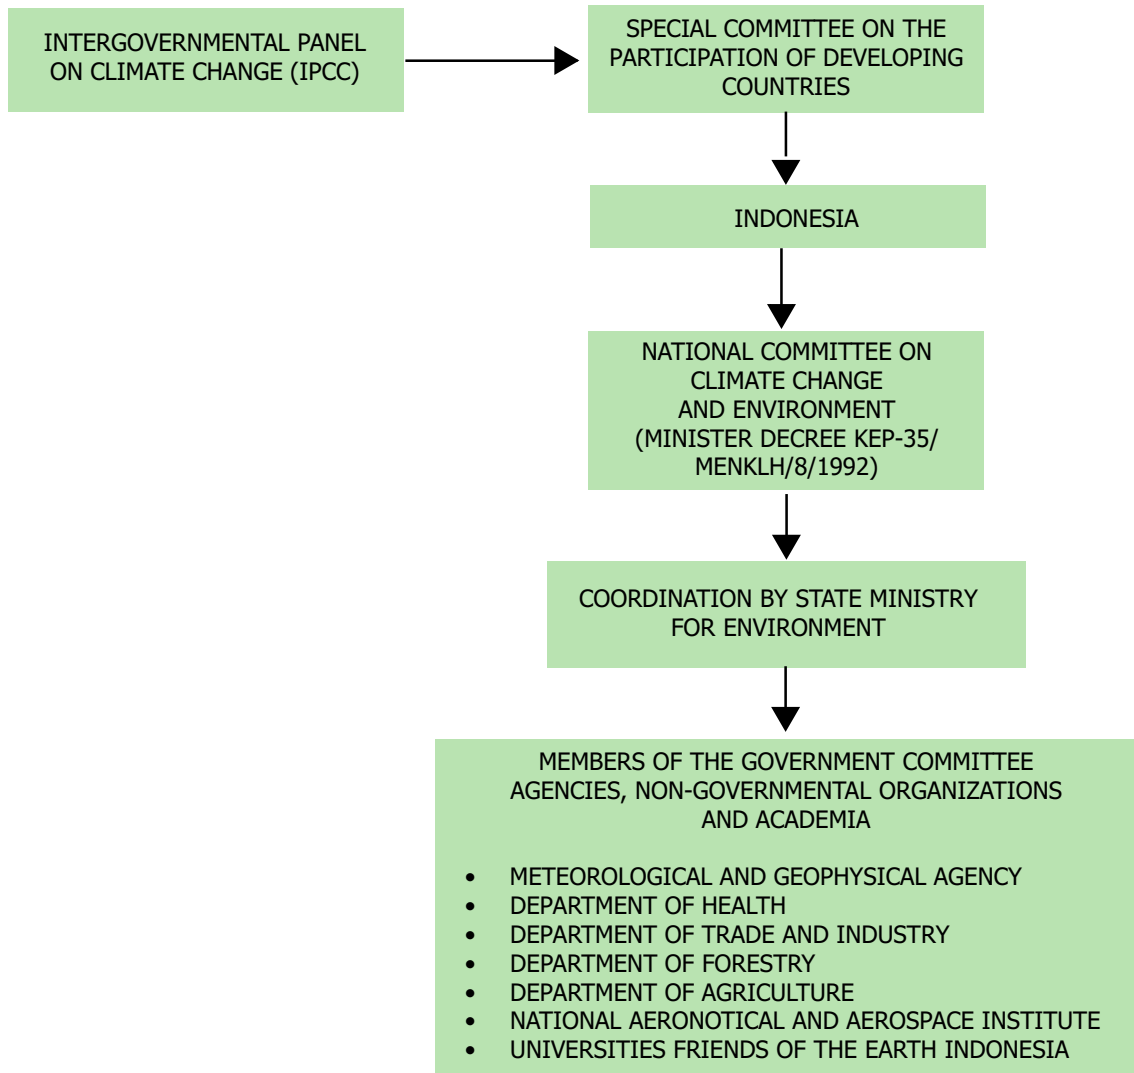 INTERGOVERNMENTAL PANEL
ON CLIMATE CHANGE (IPCC)
SPECIAL COMMITTEE ON THE
PARTICIPATION OF DEVELOPING
COUNTRIES
INDONESIA
NATIONAL COMMITTEE ON
CLIMATE CHANGE
AND ENVIRONMENT
(MINISTER DECREE KEP-35/
MENKLH/8/1992)
COORDINATION BY STATE MINISTRY
FOR ENVIRONMENT
MEMBERS OF THE GOVERNMENT COMMITTEE
AGENCIES, NON-GOVERNMENTAL ORGANIZATIONS
AND ACADEMIA
• METEOROLOGICAL AND GEOPHYSICAL AGENCY
• DEPARTMENT OF HEALTH
• DEPARTMENT OF TRADE AND INDUSTRY
• DEPARTMENT OF FORESTRY
• DEPARTMENT OF AGRICULTURE
• NATIONAL AERONOTICAL AND AEROSPACE INSTITUTE
• UNIVERSITIES FRIENDS OF THE EARTH INDONESIA